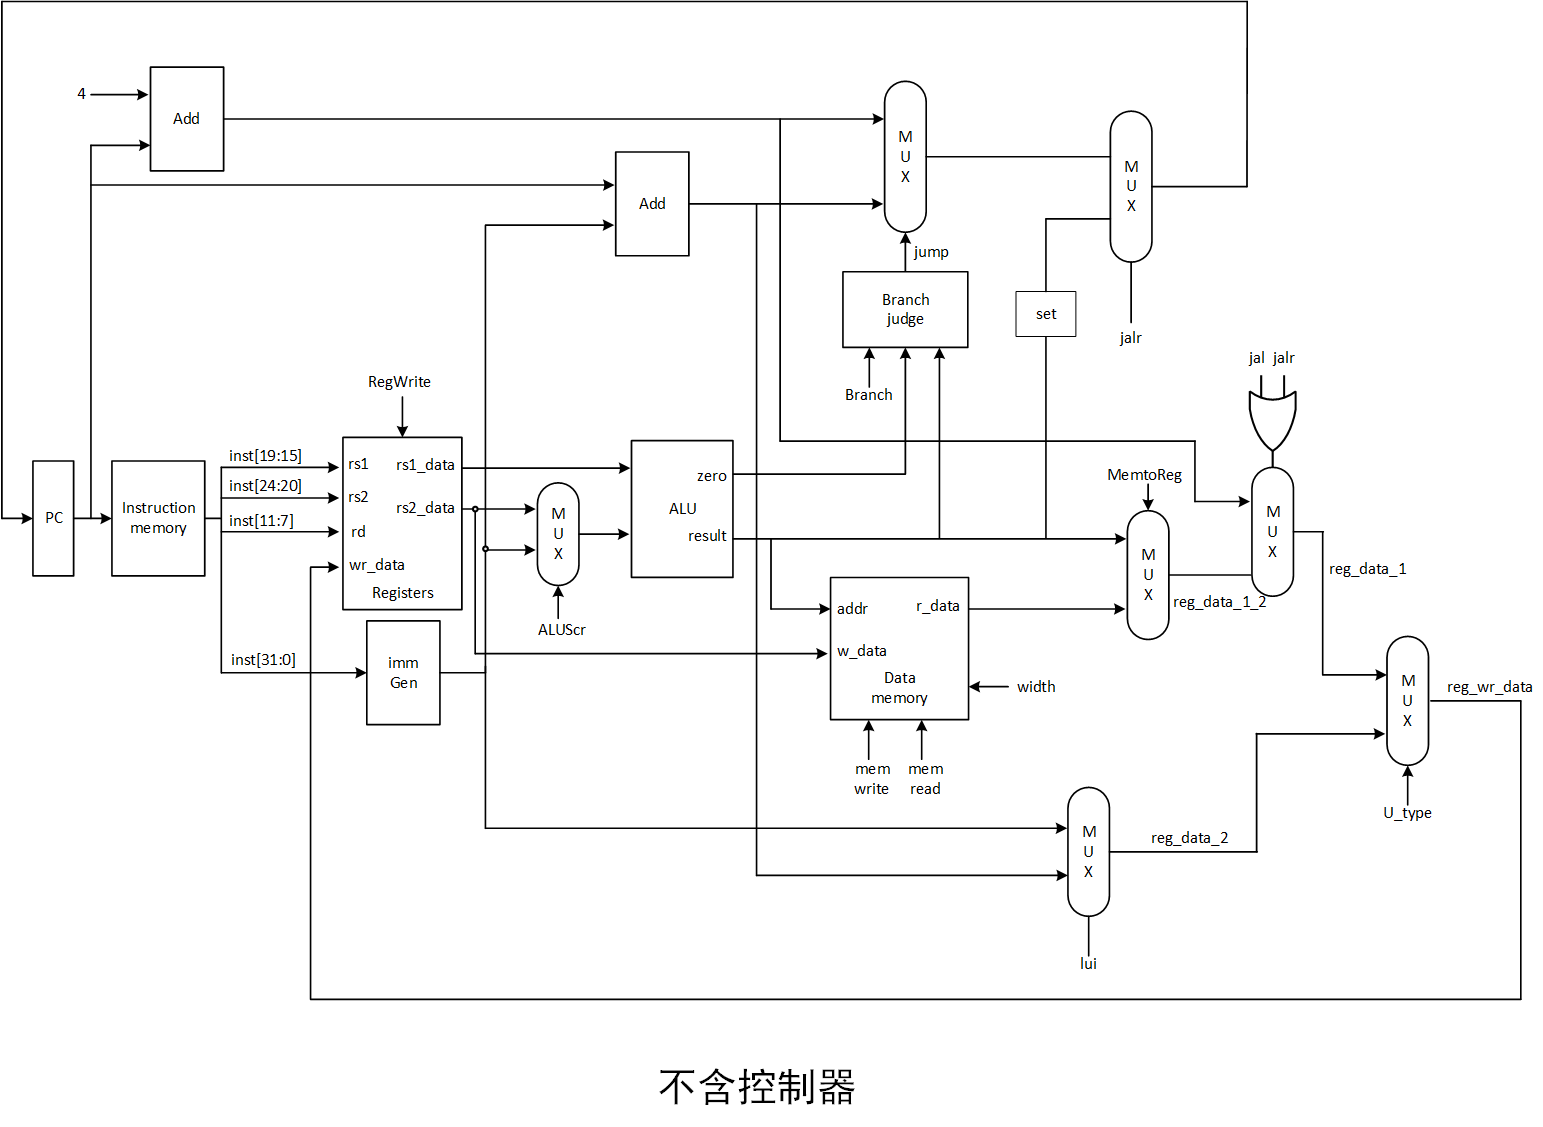 4
Add
Add
M
U
X
M
U
X
jump
Branch
judge
set
jalr
Branch
jal jalr
RegWrite
PC
Instruction
memory
inst[19:15]
inst[24:20]
inst[11:7]
inst[31:0]
rs1
rs2
rd
wr_data
rs1_data
rs2_data
Registers
imm
Gen
M
U
X
ALUScr
zero
ALU
result
addr
r_data
w_data
Data
memory
width
mem
write
mem
read
MemtoReg
M
U
X
reg_data_1_2
M
U
X
reg_data_1
M
U
X
reg_wr_data
U_type
M
U
X
reg_data_2
lui
不含控制器